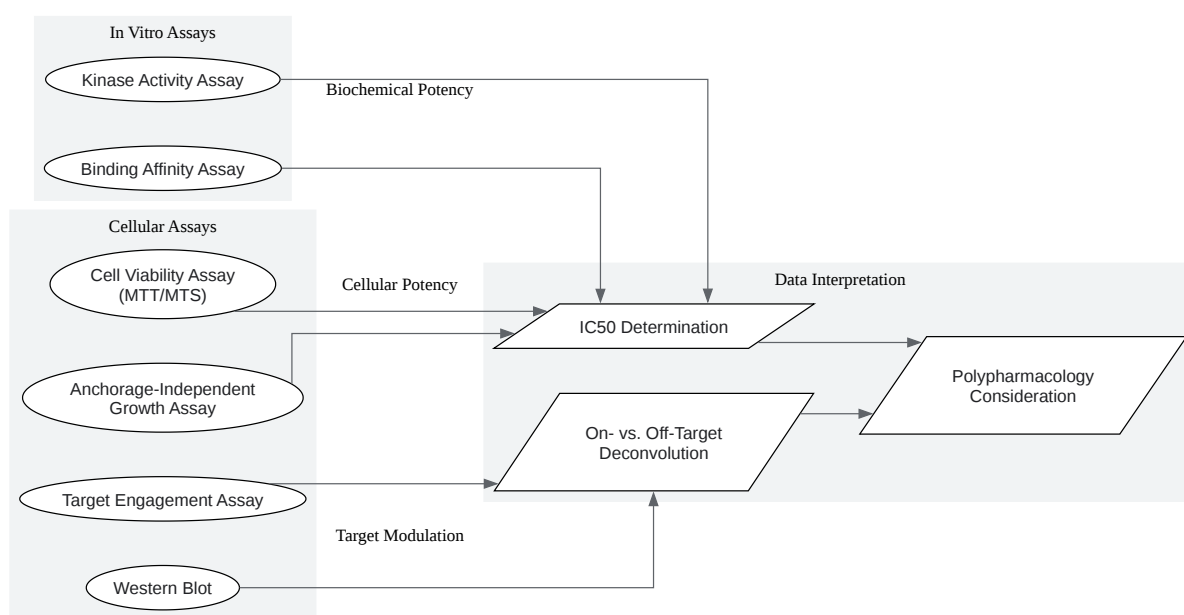 In Vitro Assays
Kinase Activity Assay
Biochemical Potency
Binding Affinity Assay
Cellular Assays
Cell Viability Assay
(MTT/MTS)
Cellular Potency
Data Interpretation
IC50 Determination
Anchorage-Independent
Growth Assay
Polypharmacology
Consideration
On- vs. Off-Target
Deconvolution
Target Engagement Assay
Target Modulation
Western Blot